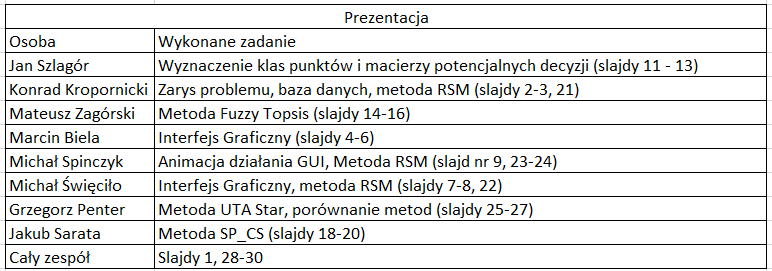 Prezentacja
Osoba Wykonane zadanie
Jan Szlagór Wyznaczenie klas punktów i macierzy potencjalnych decyzji (slajdy 11 - 13)
Konrad Kropornicki Zarys problemu, baza danych, metoda RSM (slajdy 2-3, 21)
Mateusz Zagórski Metoda Fuzzy Topsis (slajdy 14-16)
Marcin Biela Interfejs Graficzny (slajdy 4-6)
Michał Spinczyk Animacja działania GUI, Metoda RSM (slajd nr 9, 23-24)
Michał Święciło Interfejs Graficzny, metoda RSM (slajdy 7-8, 22)
Grzegorz Penter Metoda UTA Star, porównanie metod (slajdy 25-27)
Jakub Sarata Metoda SP_CS (slajdy 18-20)
Cały zespół Slajdy 1, 28-30